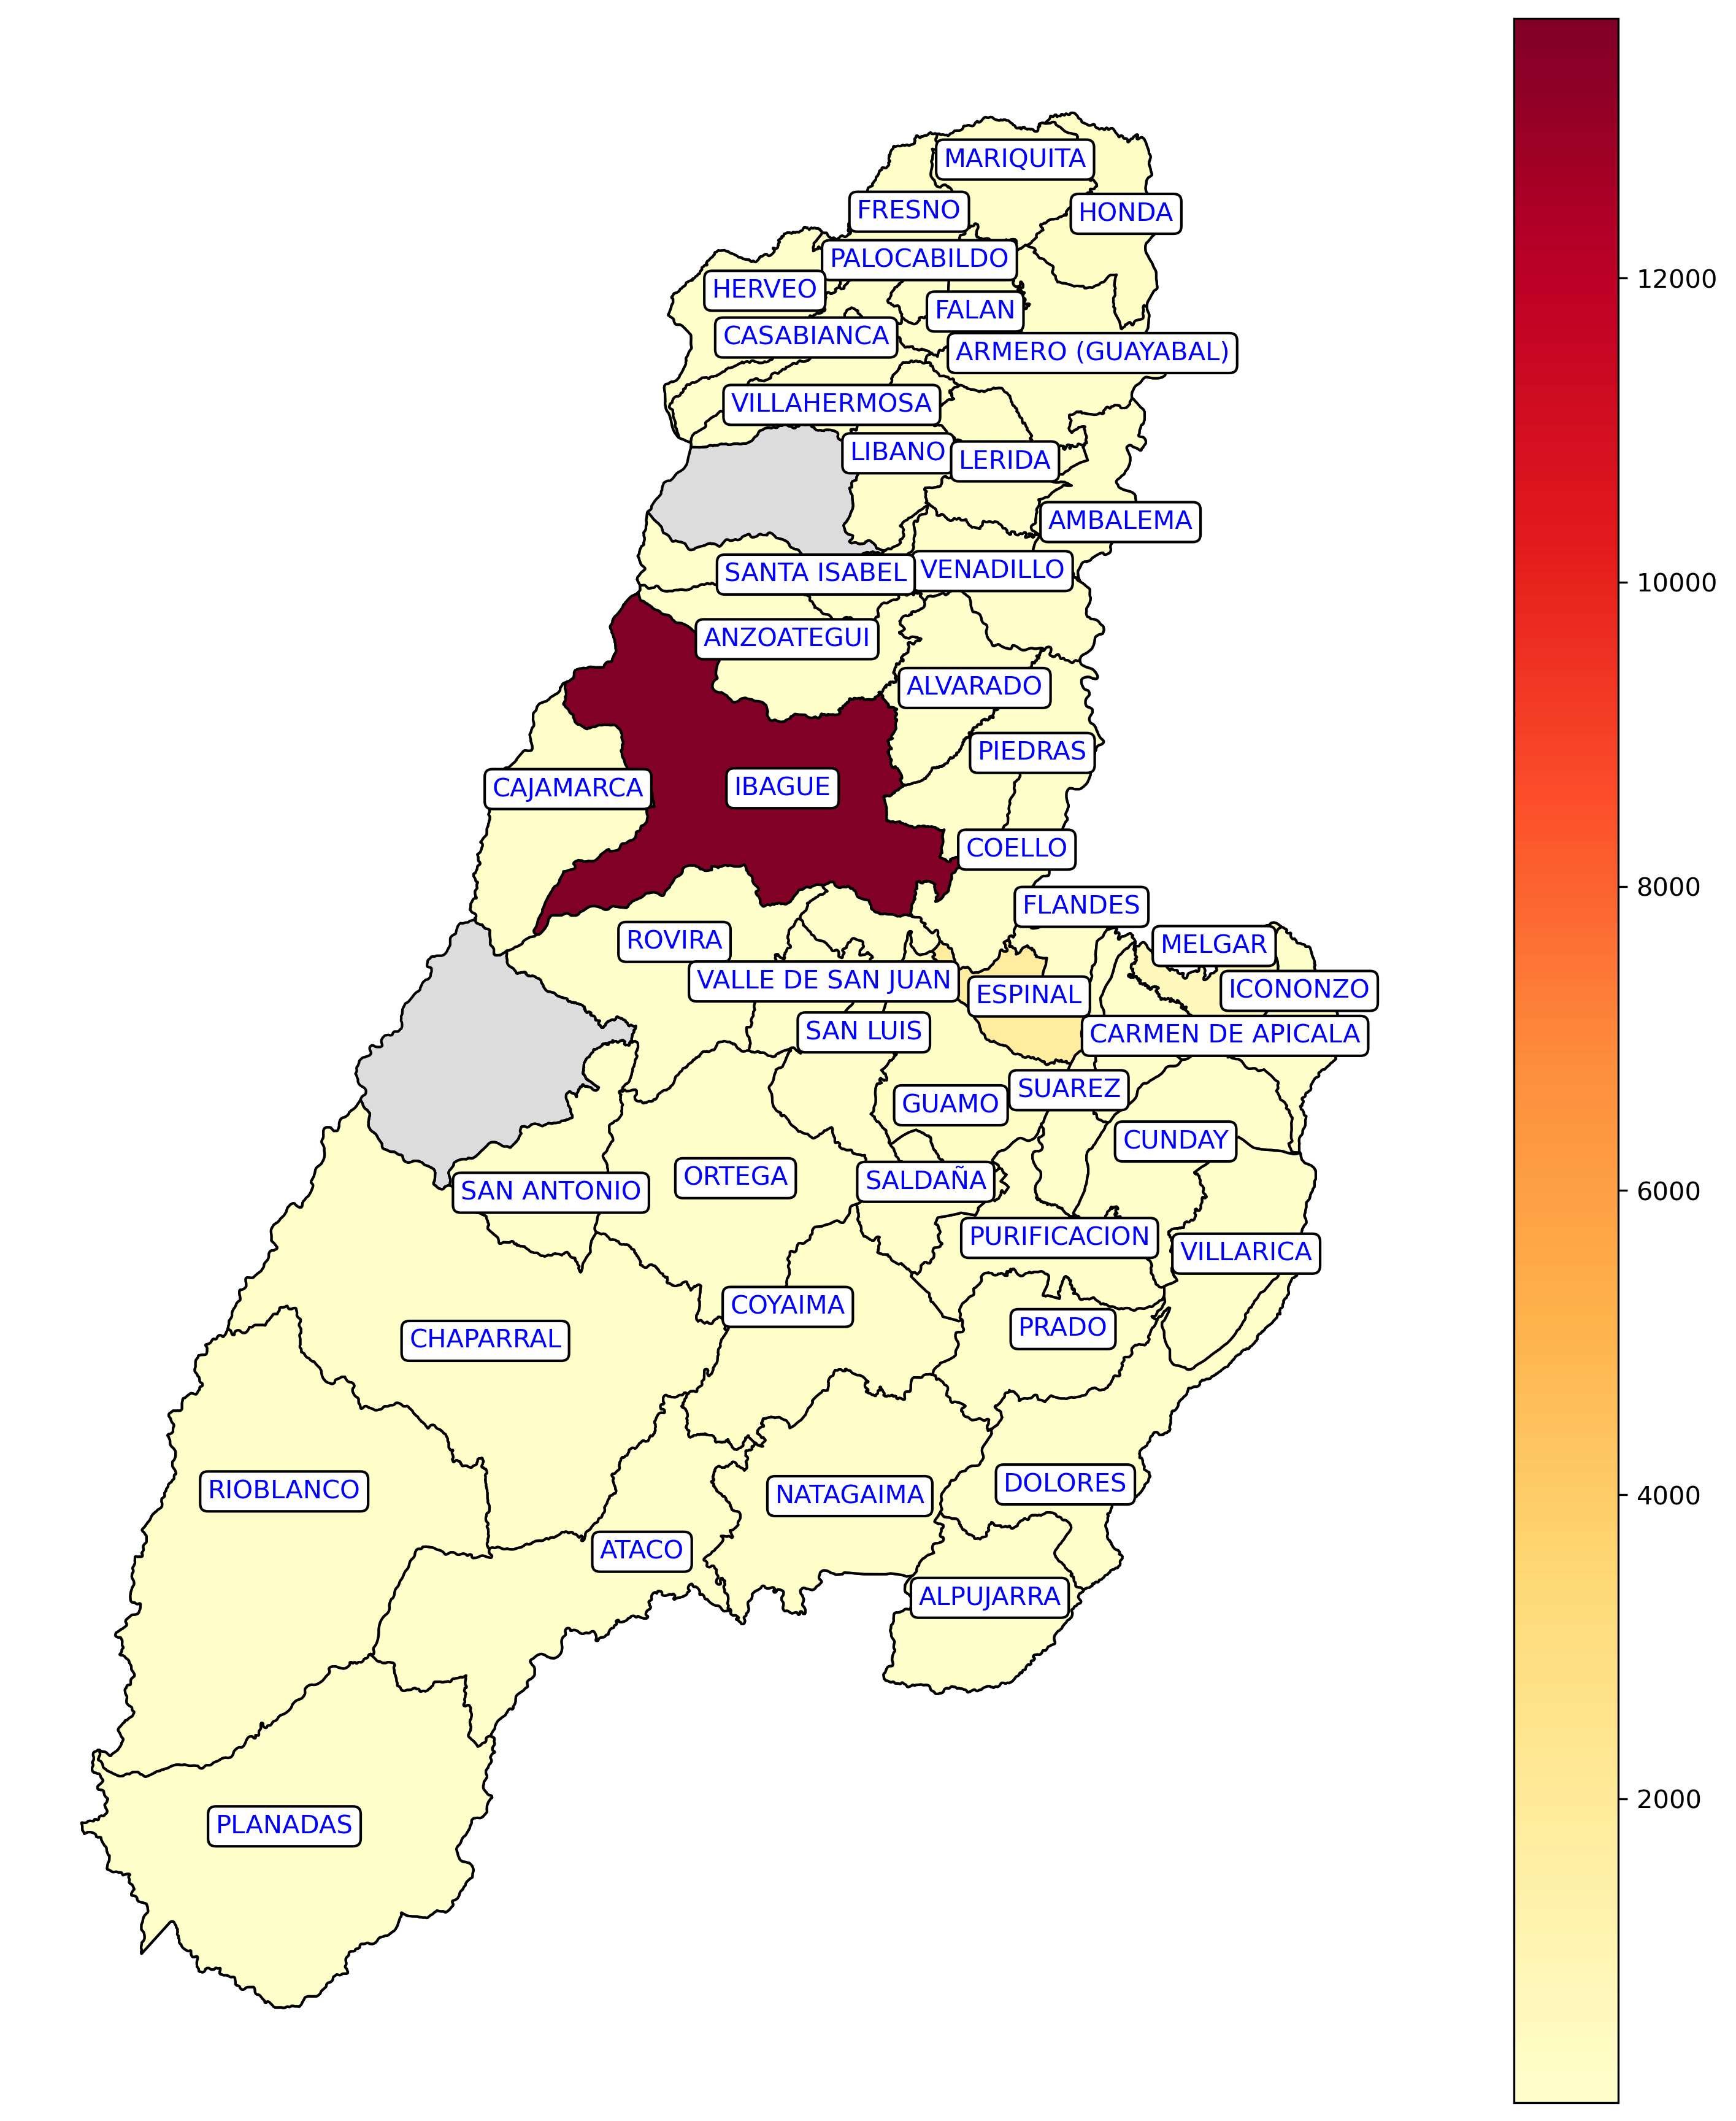 MARIQUITA
FRESNO
HONDA
PALOCABILDO
HERVEO
FALAN
CASABIANCA
ARMERO (GUAYABAL)
VILLAHERMOSA
LIBANO
LERIDA
AMBALEMA
SANTA ISABEL
VENADILLO
ANZOATEGUI
ALVARADO
PIEDRAS
CAJAMARCA
IBAGUE
COELLO
FLANDES
ROVIRA
MELGAR
VALLE DE SAN JUAN
ESPINAL
ICONONZO
SAN LUIS
CARMEN DE APICALA
SUAREZ
GUAMO
CUNDAY
ORTEGA
SALDAÑA
SAN ANTONIO
PURIFICACION
VILLARICA
COYAIMA
PRADO
CHAPARRAL
DOLORES
RIOBLANCO
NATAGAIMA
ATACO
ALPUJARRA
PLANADAS
12000
10000
8000
6000
4000
2000